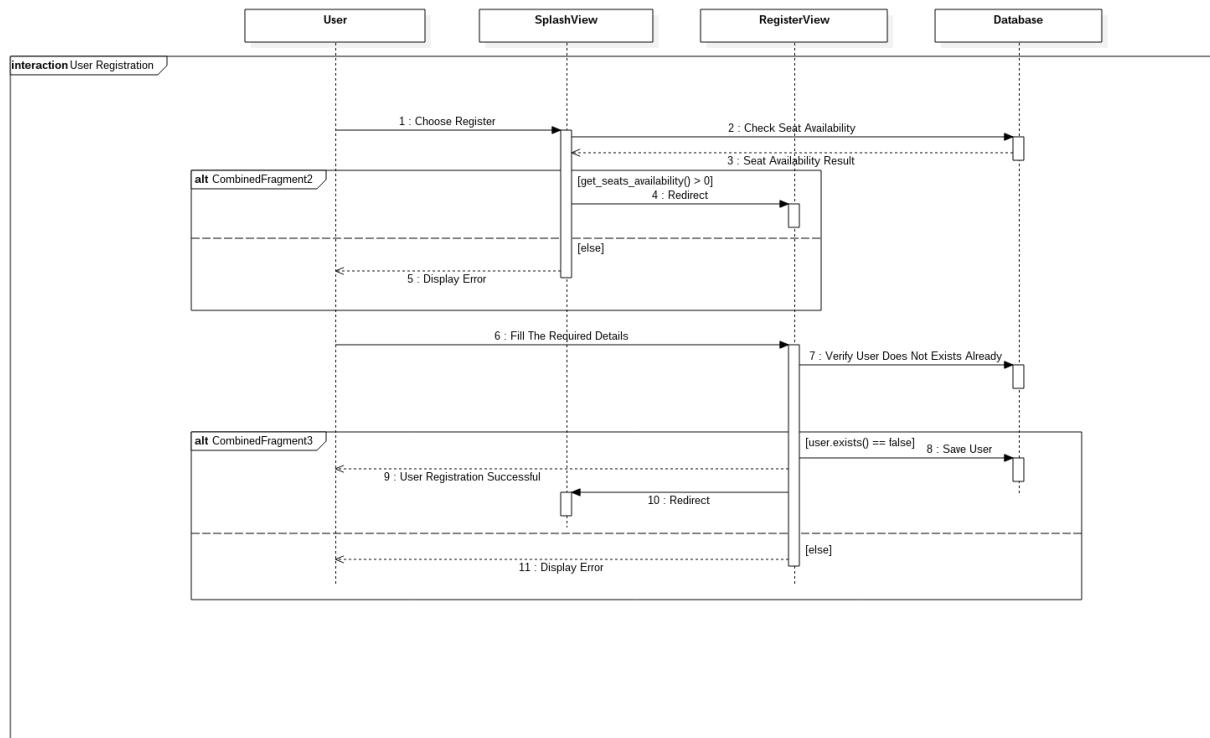 User
SplashView
RegisterView
Database
interaction User Registration
1 : Choose Register
2 : Check Seat Availability
3 : Seat Availability Result
alt CombinedFragment2
[get_seats_availability() > 0]
4 : Redirect
[else]
5 : Display Error
6 : Fill The Required Details
7 : Verify User Does Not Exists Already
alt CombinedFragment3
[user.exists() == false]
8 : Save User
9 : User Registration Successful
10 : Redirect
[else]
11 : Display Error